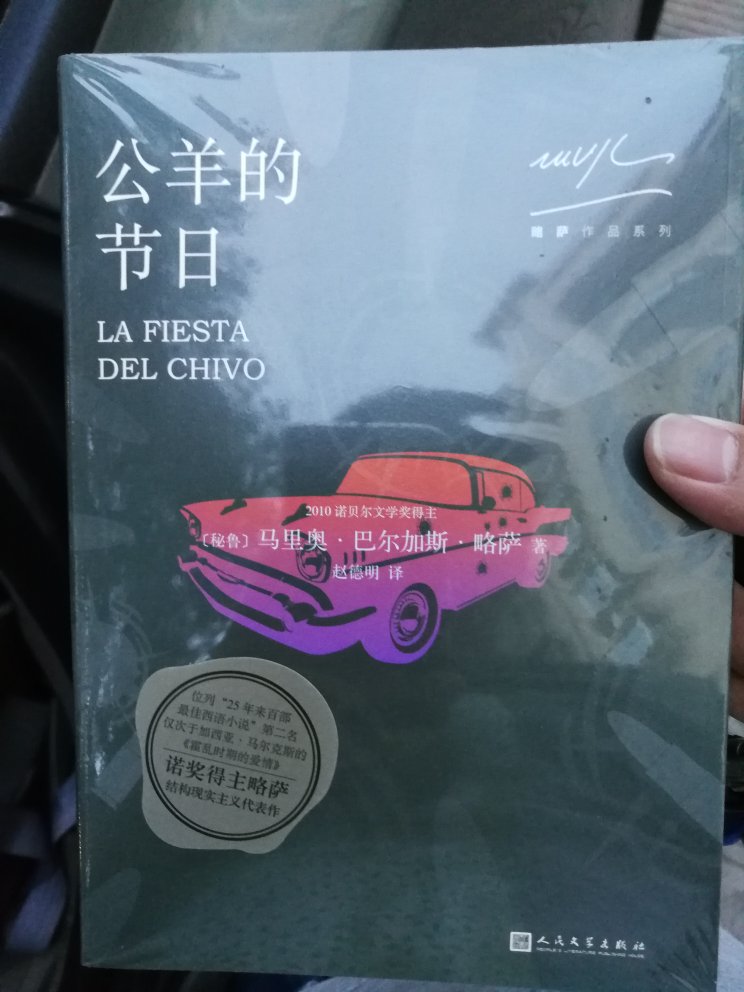 公羊的
节日
LA FIESTA
DEL CHIVO
略萨作品系列
2010 诺贝尔文学奖得主
〔秘鲁〕马里奥·巴尔加斯·略萨 著
赵德明 译
位列“25年来百部
最佳西语小说”第二名
仅次于加西亚·马尔克斯的
《霍乱时期的爱情》
诺奖得主略萨
结构现实主义代表作
人民文学出版社
PEOPLE'S LITERATURE PUBLISHING HOUSE